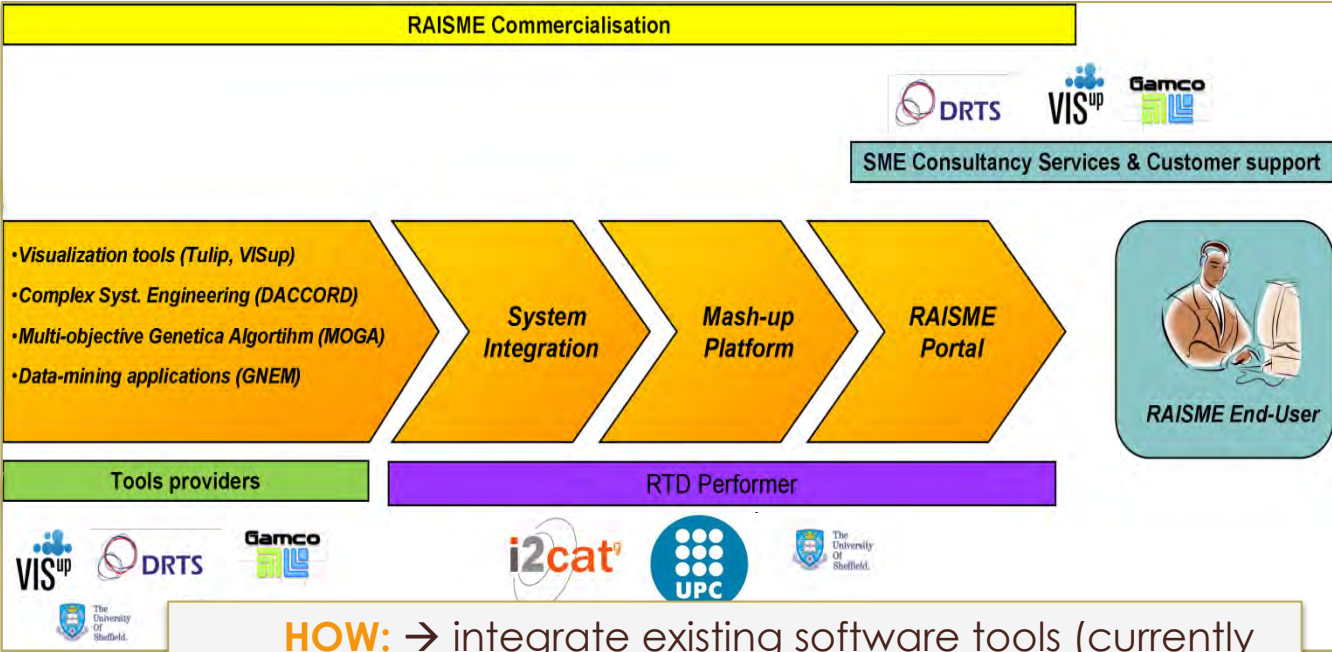 RAISME Commercialisation
DRTS
VISup
Gamco
SME Consultancy Services & Customer support
•Visualization tools (Tulip, VISup)
•Complex Syst. Engineering (DACCORD)
•Multi-objective Genetica Algortihm (MOGA)
•Data-mining applications (GNEM)
System
Integration
Mash-up
Platform
RAISME
Portal
RAISME End-User
Tools providers
RTD Performer
VISup
DRTS
Gamco
i2cat
UPC
The
University
Of
Sheffield.
The
University
Of
Sheffield.
HOW: → integrate existing software tools (currently